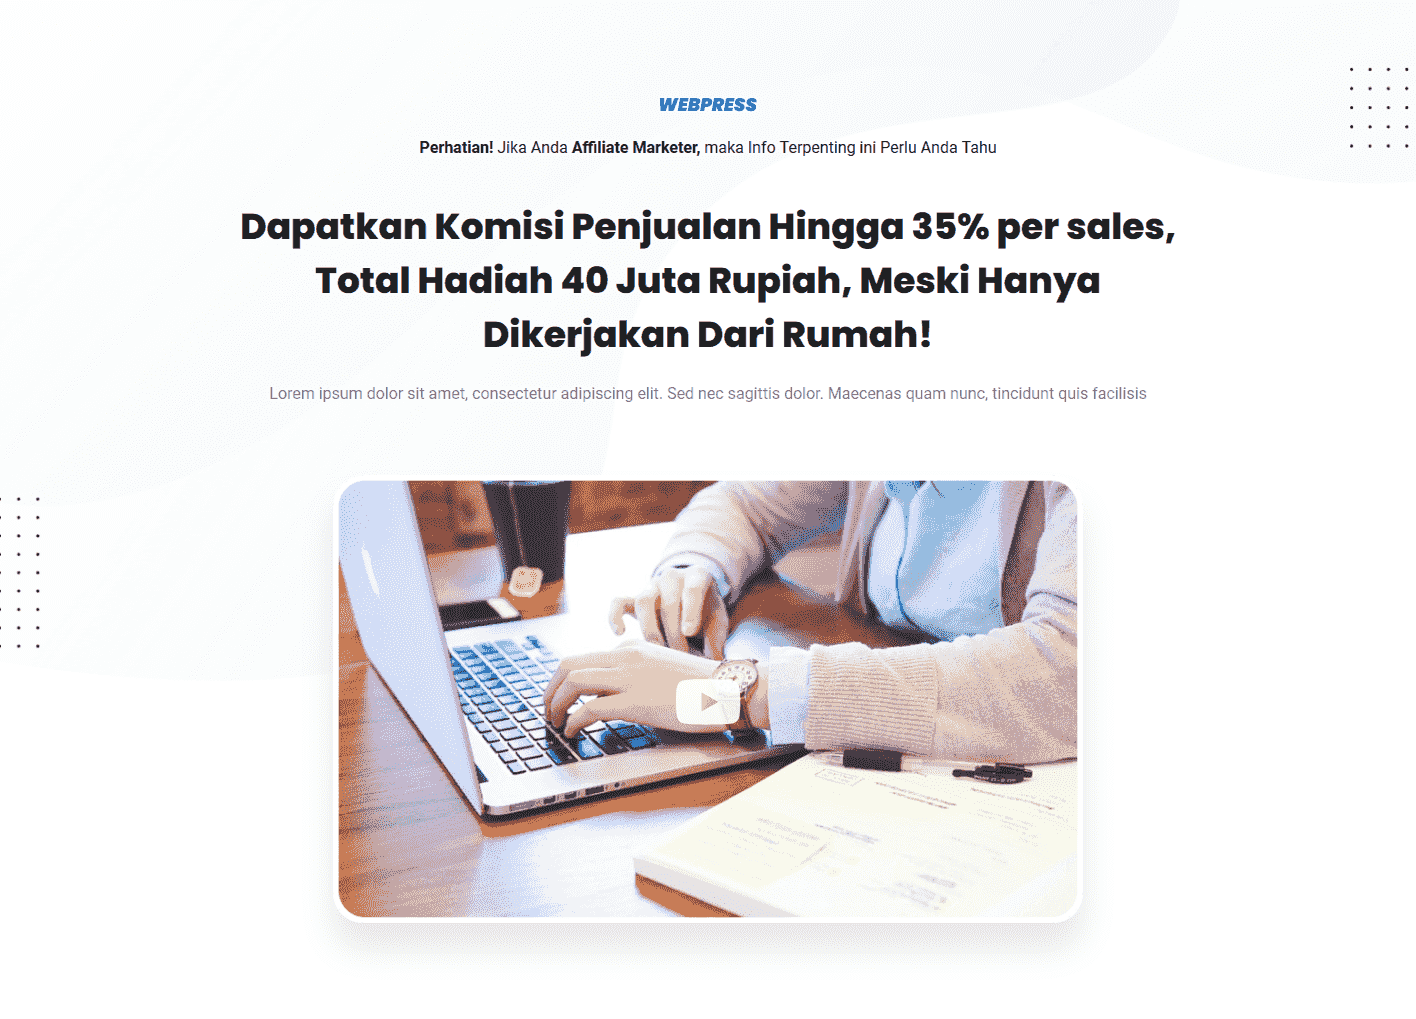 WEBPRESS
Perhatian! Jika Anda Affiliate Marketer, maka Info Terpenting ini Perlu Anda Tahu
Dapatkan Komisi Penjualan Hingga 35% per sales,
Total Hadiah 40 Juta Rupiah, Meski Hanya
Dikerjakan Dari Rumah!
Lorem ipsum dolor sit amet, consectetur adipiscing elit. Sed nec sagittis dolor. Maecenas quam nunc, tincidunt quis facilisis